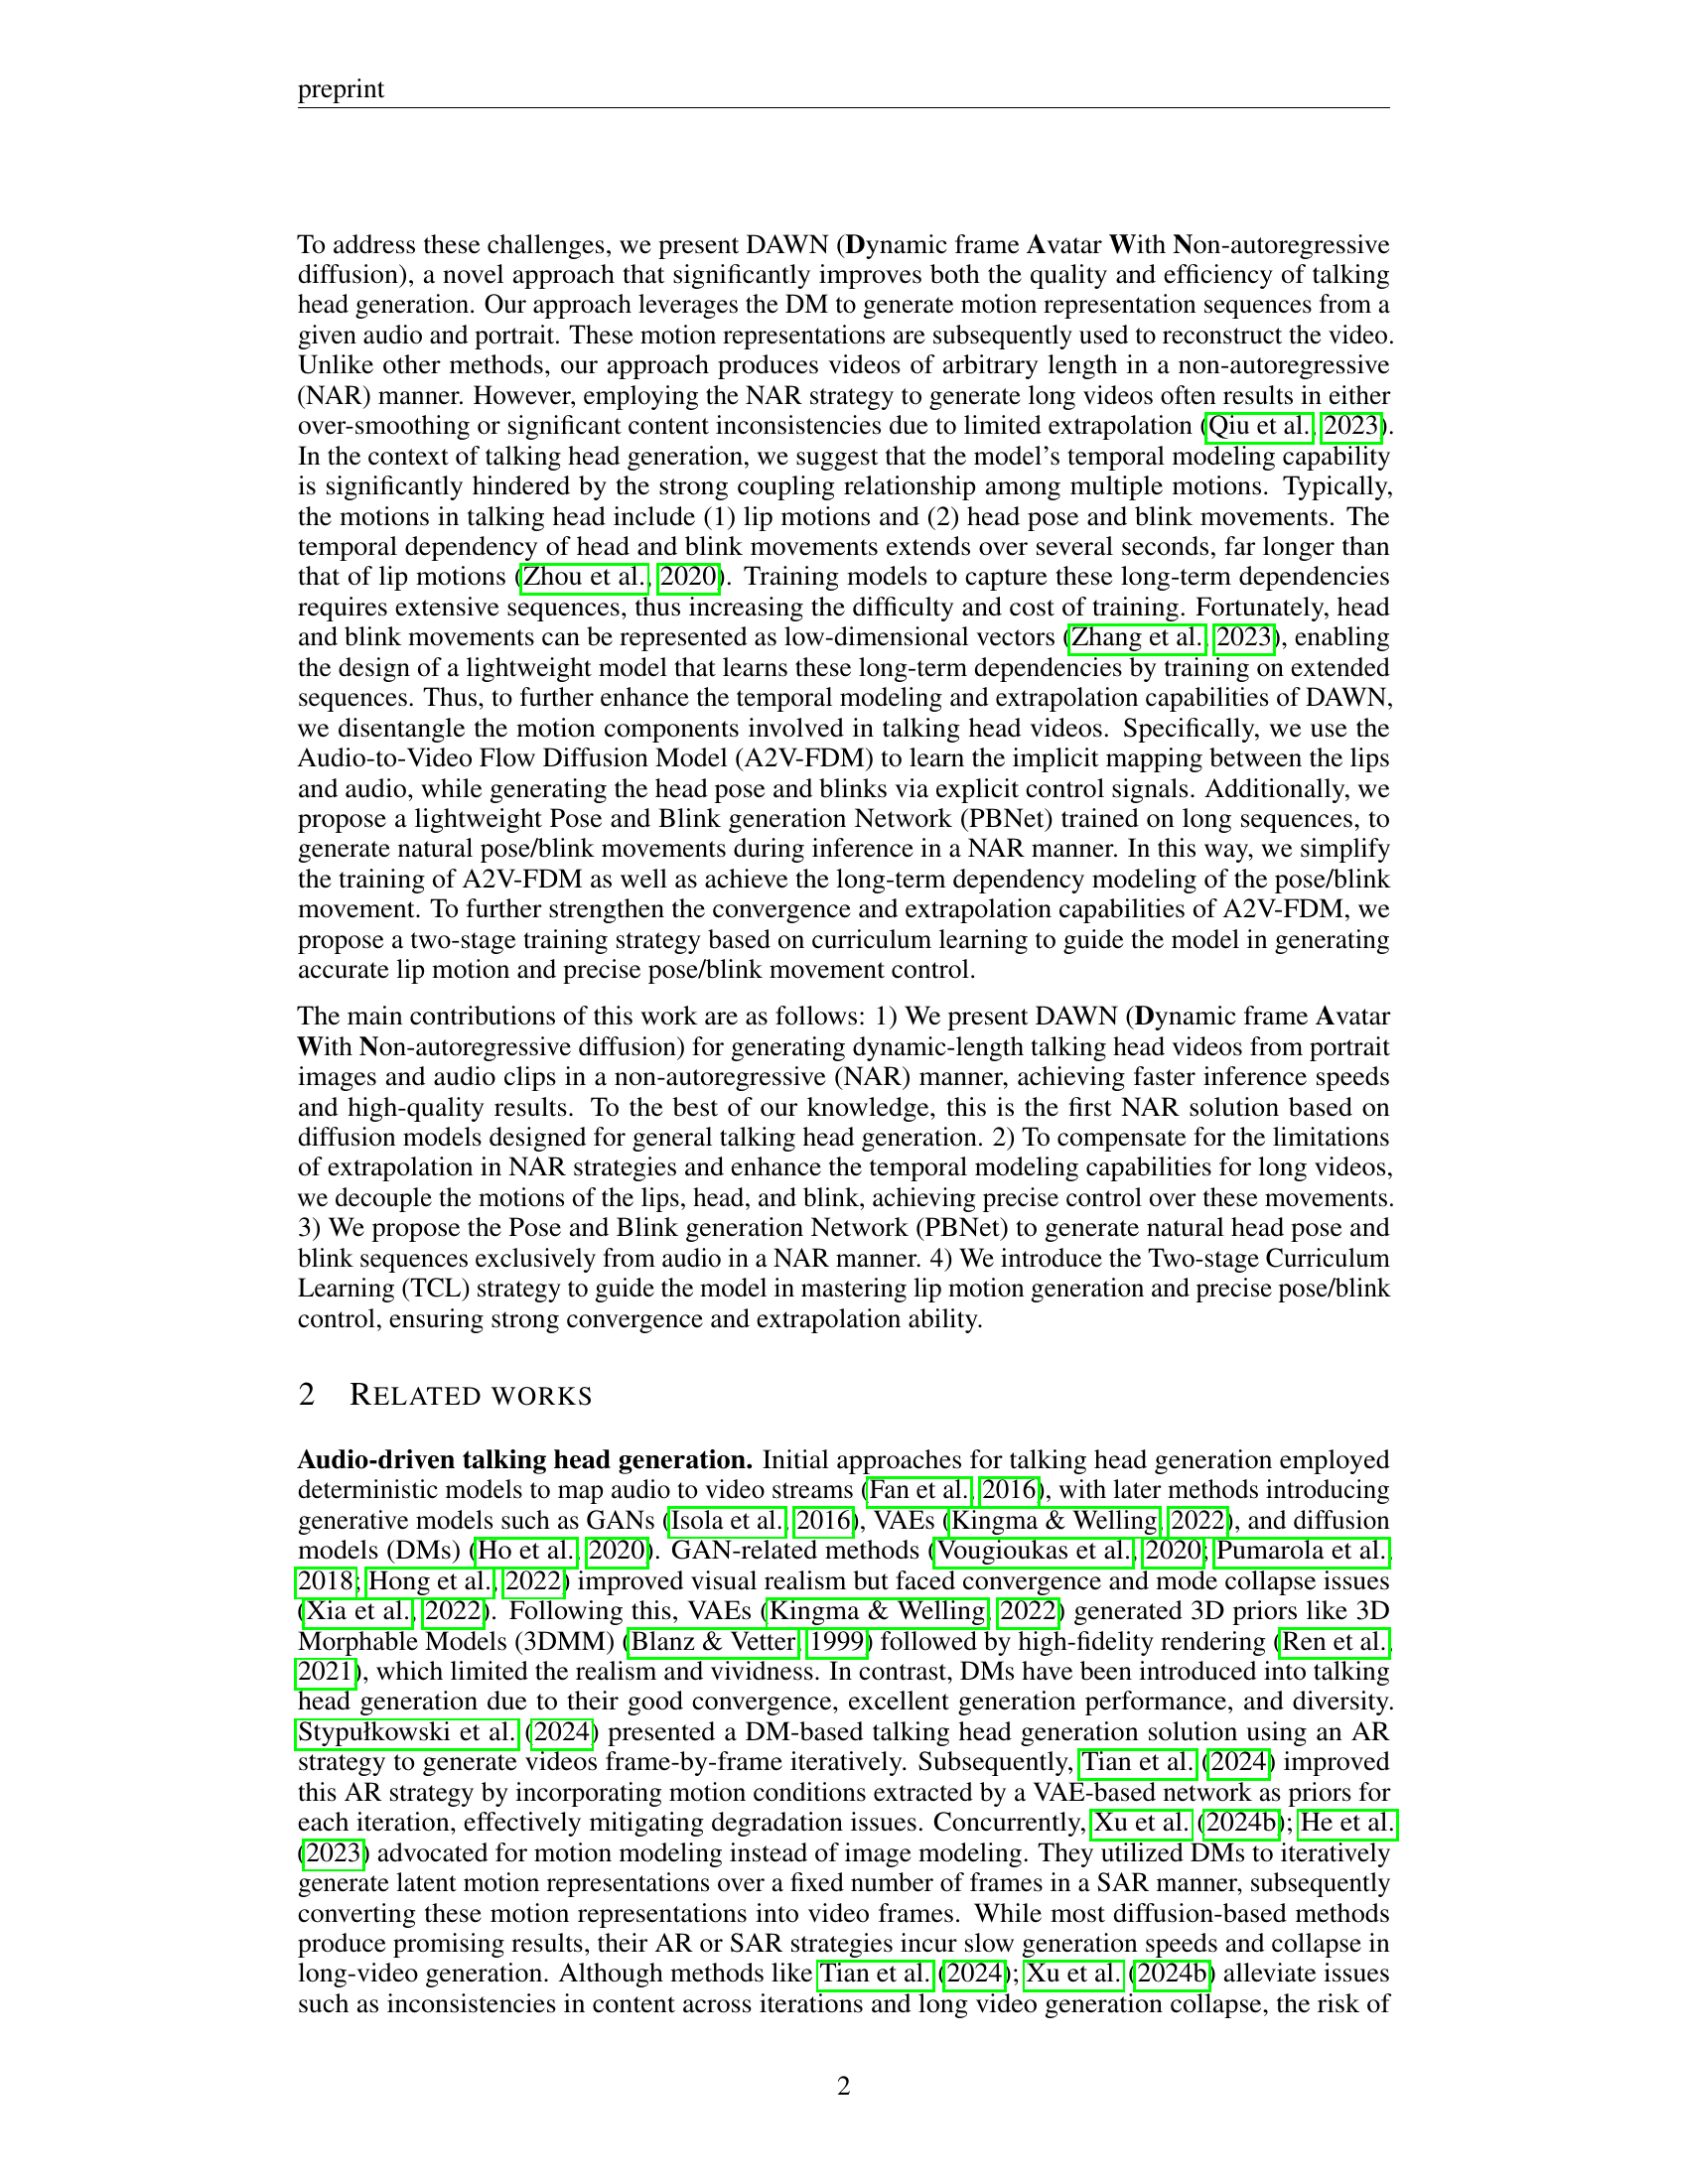 preprint
To address these challenges, we present DAWN (Dynamic frame Avatar With Non-autoregressive
diffusion), a novel approach that significantly improves both the quality and efficiency of talking
head generation. Our approach leverages the DM to generate motion representation sequences from a
given audio and portrait. These motion representations are subsequently used to reconstruct the video.
Unlike other methods, our approach produces videos of arbitrary length in a non-autoregressive
(NAR) manner. However, employing the NAR strategy to generate long videos often results in either
over-smoothing or significant content inconsistencies due to limited extrapolation (Qiu et al., 2023).
In the context of talking head generation, we suggest that the model's temporal modeling capability
is significantly hindered by the strong coupling relationship among multiple motions. Typically,
the motions in talking head include (1) lip motions and (2) head pose and blink movements. The
temporal dependency of head and blink movements extends over several seconds, far longer than
that of lip motions (Zhou et al., 2020). Training models to capture these long-term dependencies
requires extensive sequences, thus increasing the difficulty and cost of training. Fortunately, head
and blink movements can be represented as low-dimensional vectors (Zhang et al., 2023), enabling
the design of a lightweight model that learns these long-term dependencies by training on extended
sequences. Thus, to further enhance the temporal modeling and extrapolation capabilities of DAWN,
we disentangle the motion components involved in talking head videos. Specifically, we use the
Audio-to-Video Flow Diffusion Model (A2V-FDM) to learn the implicit mapping between the lips
and audio, while generating the head pose and blinks via explicit control signals. Additionally, we
propose a lightweight Pose and Blink generation Network (PBNet) trained on long sequences, to
generate natural pose/blink movements during inference in a NAR manner. In this way, we simplify
the training of A2V-FDM as well as achieve the long-term dependency modeling of the pose/blink
movement. To further strengthen the convergence and extrapolation capabilities of A2V-FDM, we
propose a two-stage training strategy based on curriculum learning to guide the model in generating
accurate lip motion and precise pose/blink movement control.
The main contributions of this work are as follows: 1) We present DAWN (Dynamic frame Avatar
With Non-autoregressive diffusion) for generating dynamic-length talking head videos from portrait
images and audio clips in a non-autoregressive (NAR) manner, achieving faster inference speeds
and high-quality results. To the best of our knowledge, this is the first NAR solution based on
diffusion models designed for general talking head generation. 2) To compensate for the limitations
of extrapolation in NAR strategies and enhance the temporal modeling capabilities for long videos,
we decouple the motions of the lips, head, and blink, achieving precise control over these movements.
3) We propose the Pose and Blink generation Network (PBNet) to generate natural head pose and
blink sequences exclusively from audio in a NAR manner. 4) We introduce the Two-stage Curriculum
Learning (TCL) strategy to guide the model in mastering lip motion generation and precise pose/blink
control, ensuring strong convergence and extrapolation ability.
2 RELATED WORKS
Audio-driven talking head generation. Initial approaches for talking head generation employed
deterministic models to map audio to video streams (Fan et al., 2016), with later methods introducing
generative models such as GANs (Isola et al., 2016), VAEs (Kingma & Welling, 2022), and diffusion
models (DMs) (Ho et al., 2020). GAN-related methods (Vougioukas et al., 2020; Pumarola et al.,
2018; Hong et al., 2022) improved visual realism but faced convergence and mode collapse issues
(Xia et al., 2022). Following this, VAEs (Kingma & Welling, 2022) generated 3D priors like 3D
Morphable Models (3DMM) (Blanz & Vetter, 1999) followed by high-fidelity rendering (Ren et al.,
2021), which limited the realism and vividness. In contrast, DMs have been introduced into talking
head generation due to their good convergence, excellent generation performance, and diversity.
Stypułkowski et al. (2024) presented a DM-based talking head generation solution using an AR
strategy to generate videos frame-by-frame iteratively. Subsequently, Tian et al. (2024) improved
this AR strategy by incorporating motion conditions extracted by a VAE-based network as priors for
each iteration, effectively mitigating degradation issues. Concurrently, Xu et al. (2024b); He et al.
(2023) advocated for motion modeling instead of image modeling. They utilized DMs to iteratively
generate latent motion representations over a fixed number of frames in a SAR manner, subsequently
converting these motion representations into video frames. While most diffusion-based methods
produce promising results, their AR or SAR strategies incur slow generation speeds and collapse in
long-video generation. Although methods like Tian et al. (2024); Xu et al. (2024b) alleviate issues
such as inconsistencies in content across iterations and long video generation collapse, the risk of
2